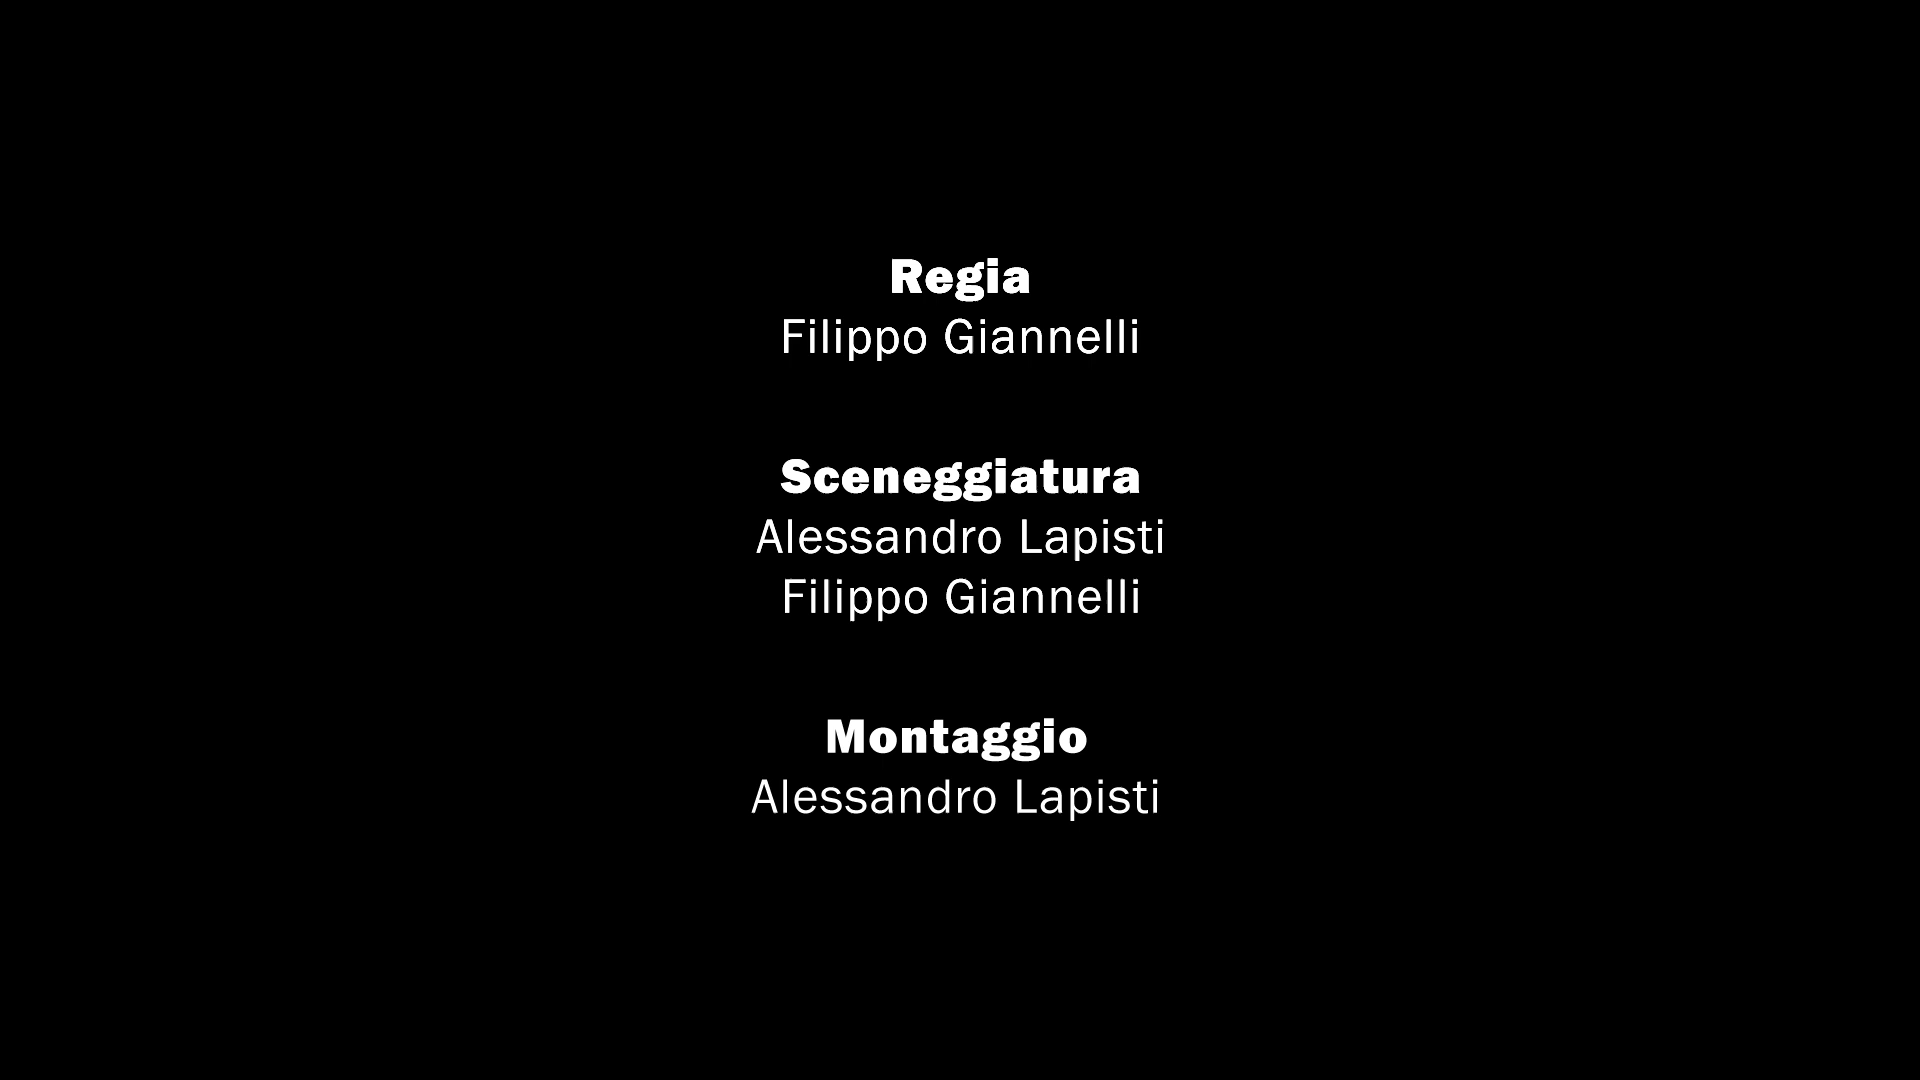 Regia
Filippo Giannelli
Sceneggiatura
Alessandro Lapisti
Filippo Giannelli
Montaggio
Alessandro Lapisti